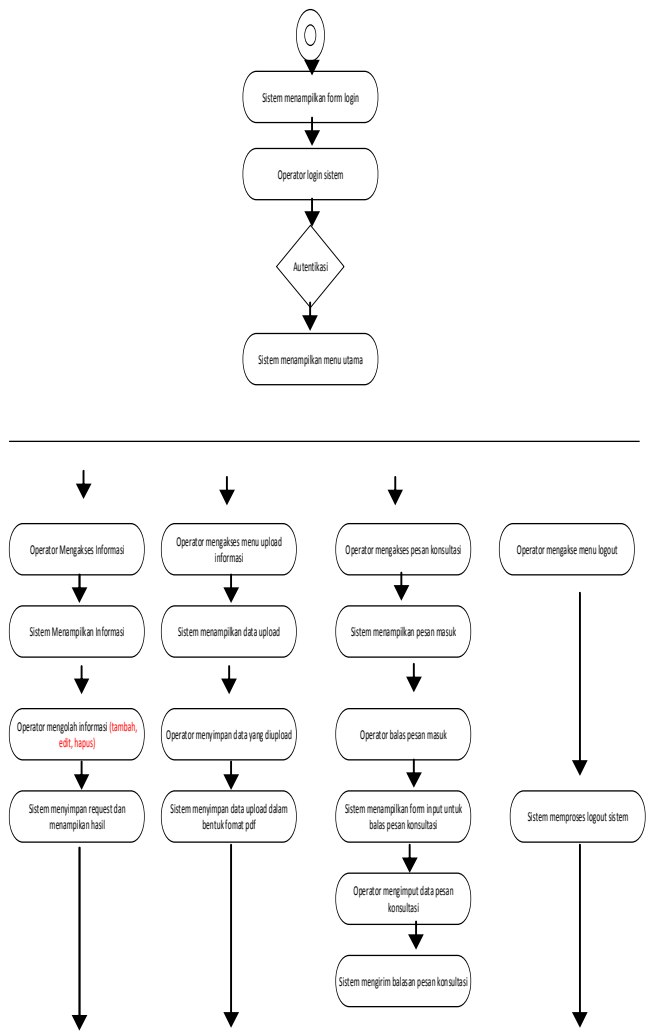 Sistem menampilkan form login
Operator login sistem
Autentikasi
Sistem menampilkan menu utama
Operator Mengakses Informasi
Sistem Menampilkan Informasi
Operator mengolah informasi (tambah,
edit, hapus)
Sistem menyimpan request dan
menampikan hasil
Operator mengakses menu upload
informasi
Sistem menampilkan data upload
Operator menyimpan data yang diupload
Sistem menyimpan data upload dalam
bentuk fomat pdf
Operator mengakses pesan konsultasi
Sistem menampilkan pesan masuk
Operator balas pesan masuk
Sistem menampilkan form input untuk
balas pesan konsultasi
Operator mengimput data pesan
konsultasi
Sistem mengirim balasan pesan konsultasi
Operator mengakse menu logout
Sistem memproses logout sistem